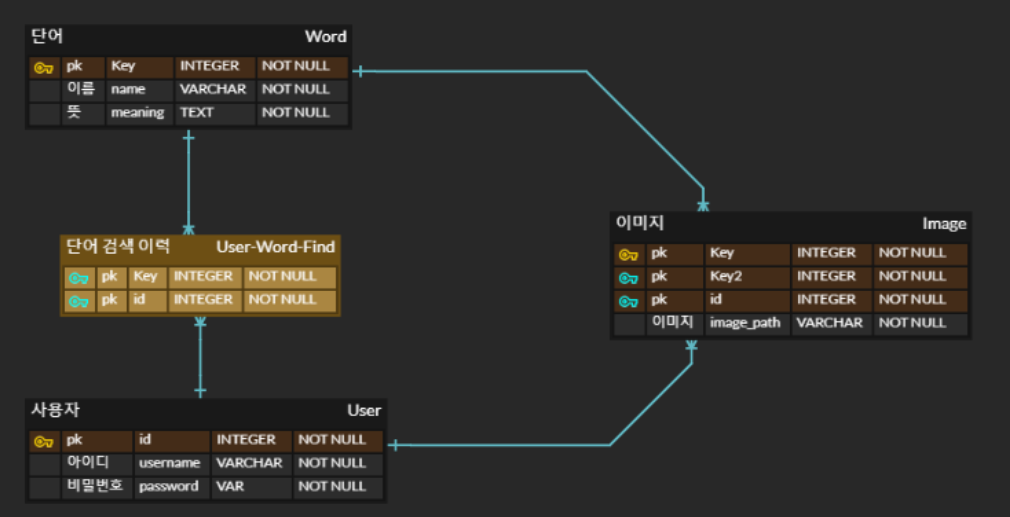 단어 Word
pk Key INTEGER NOT NULL
이름 name VARCHAR NOT NULL
뜻 meaning TEXT NOT NULL
단어 검색 이력 User-Word-Find
pk Key INTEGER NOT NULL
pk id INTEGER NOT NULL
사용자 User
pk id INTEGER NOT NULL
아이디 username VARCHAR NOT NULL
비밀번호 password VAR NOT NULL
이미지 Image
pk Key INTEGER NOT NULL
pk Key2 INTEGER NOT NULL
pk id INTEGER NOT NULL
이미지 image_path VARCHAR NOT NULL